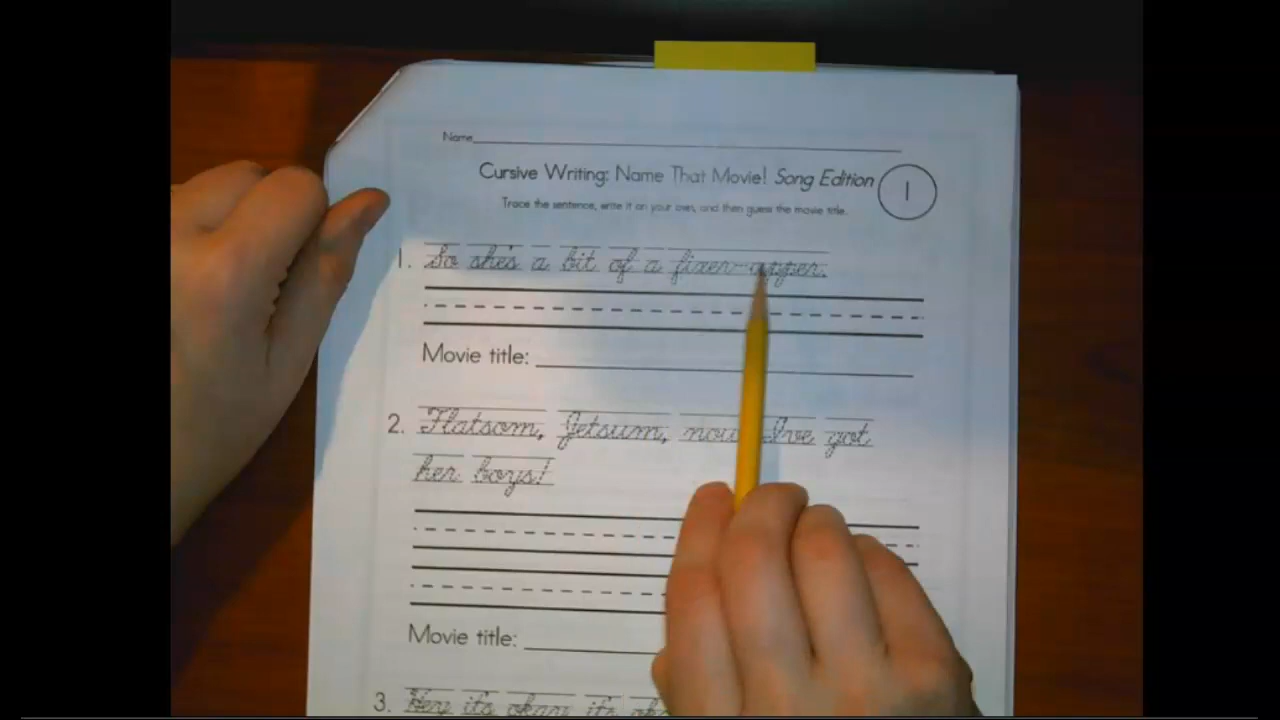 Name
Cursive Writing: Name That Movie! Song Edition
1
Trace the sentence, write it on your own, and then guess the movie title.
1. So she's a bit of a fixer-upper.
Movie title:
2. Flatsom, Jetsum, now I've got
her boys!
Movie title:
3. Hey it's okay it's